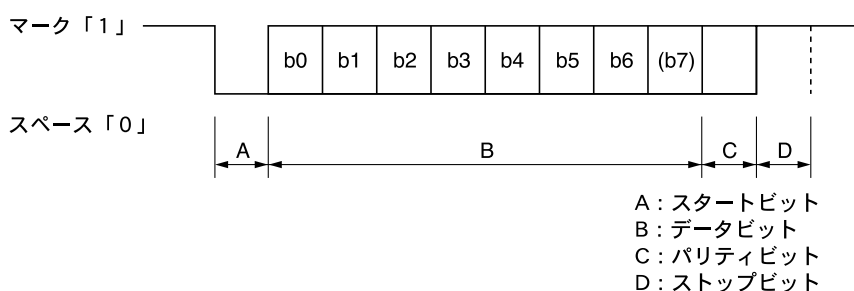 マーク「1」
b0 b1 b2 b3 b4 b5 b6 (b7)
スペース「0」
A B C D
A：スタートビット
B：データビット
C：パリティビット
D：ストップビット